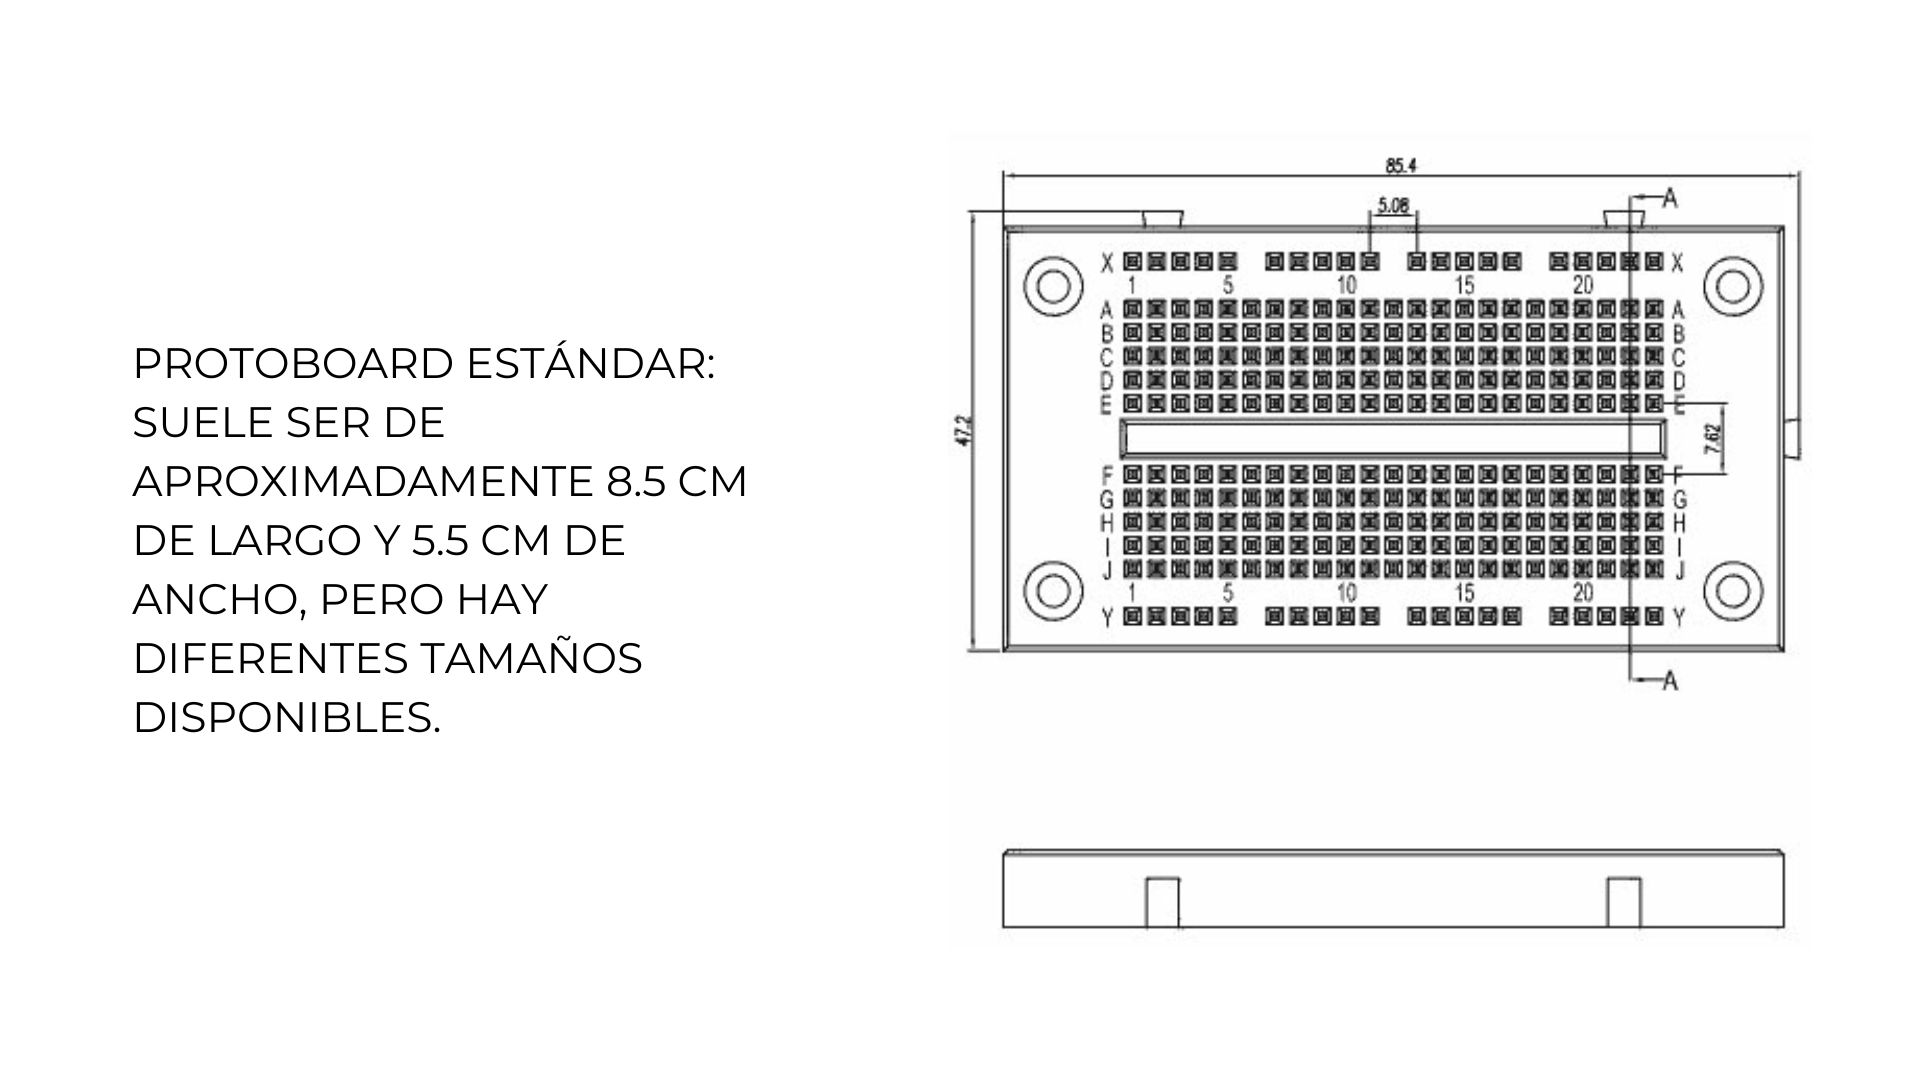 PROTOBOARD ESTÁNDAR:
SUELE SER DE
APROXIMADAMENTE 8.5 CM
DE LARGO Y 5.5 CM DE
ANCHO, PERO HAY
DIFERENTES TAMAÑOS
DISPONIBLES.
85.4
5.08
A
X X
1 5 10 15 20
A A
B B
C C
D D
E E
47.2
7.62
F F
G G
H H
I I
J J
1 5 10 15 20
Y Y
A